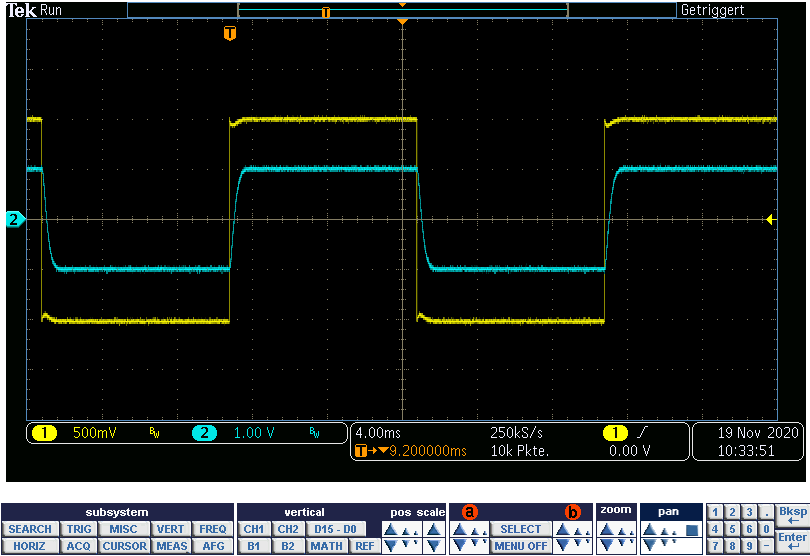 Tek Run T Getriggert
T
2
1 500mV BW 2 1.00 V BW 4.00ms 250kS/s 1 19 Nov 2020
T 9.200000ms 10k Pkte. 0.00 V 10:33:51
subsystem vertical pos scale a b zoom pan 1 2 3 . Bksp
SEARCH TRIG MISC VERT FREQ CH1 CH2 D15 - D0 SELECT 4 5 6 0
HORIZ ACQ CURSOR MEAS AFG B1 B2 MATH REF MENU OFF 7 8 9 – Enter